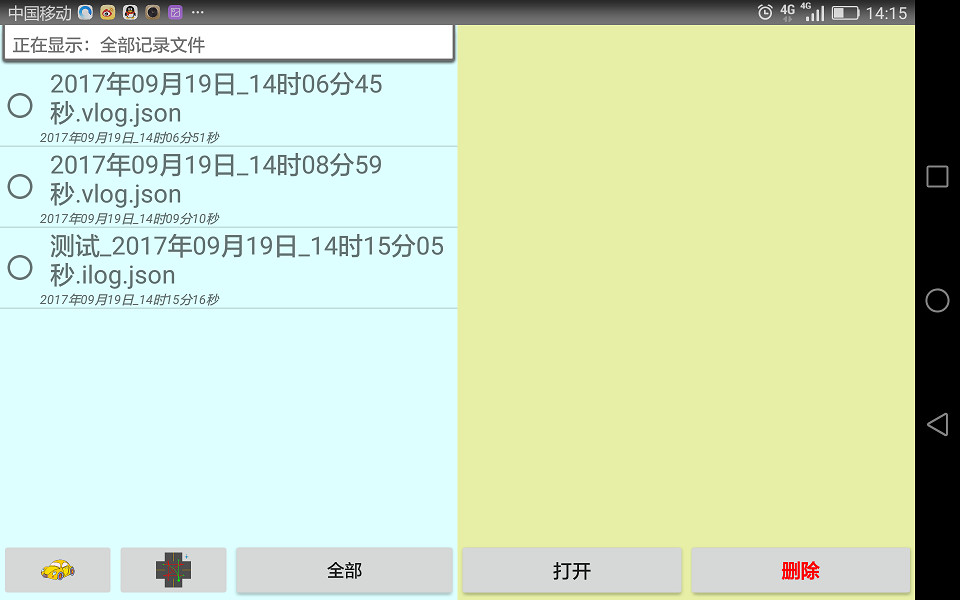 中国移动 ··· 4G 4G 14:15
正在显示：全部记录文件
2017年09月19日_14时06分45
秒.vlog.json
2017年09月19日_14时06分51秒
2017年09月19日_14时08分59
秒.vlog.json
2017年09月19日_14时09分10秒
测试_2017年09月19日_14时15分05
秒.ilog.json
2017年09月19日_14时15分16秒
全部
打开
删除